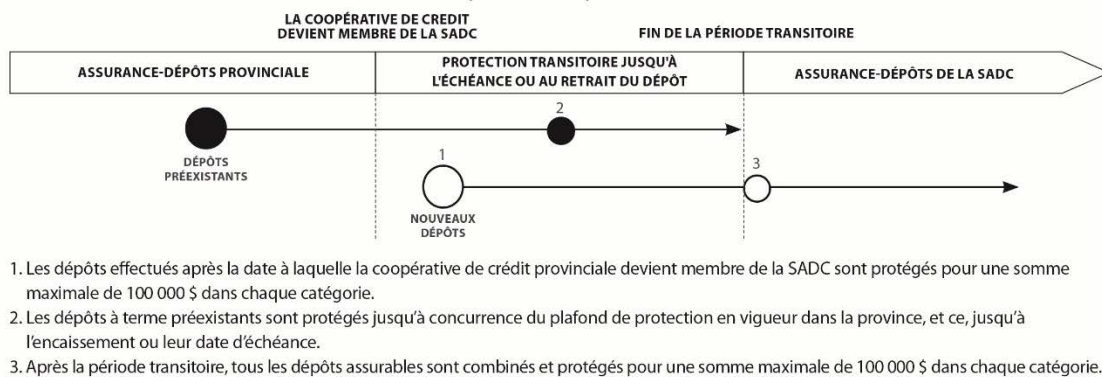 LA COOPÉRATIVE DE CREDIT
DEVIENT MEMBRE DE LA SADC
FIN DE LA PÉRIODE TRANSITOIRE
ASSURANCE-DÉPÔTS PROVINCIALE
PROTECTION TRANSITOIRE JUSQU'À
L'ÉCHÉANCE OU AU RETRAIT DU DÉPÔT
ASSURANCE-DÉPÔTS DE LA SADC
2
DÉPÔTS
PRÉEXISTANTS
1
3
NOUVEAUX
DÉPÔTS
1. Les dépôts effectués après la date à laquelle la coopérative de crédit provinciale devient membre de la SADC sont protégés pour une somme
maximale de 100 000 $ dans chaque catégorie.
2. Les dépôts à terme préexistants sont protégés jusqu'à concurrence du plafond de protection en vigueur dans la province, et ce, jusqu'à
l'encaissement ou leur date d'échéance.
3. Après la période transitoire, tous les dépôts assurables sont combinés et protégés pour une somme maximale de 100 000 $ dans chaque catégorie.